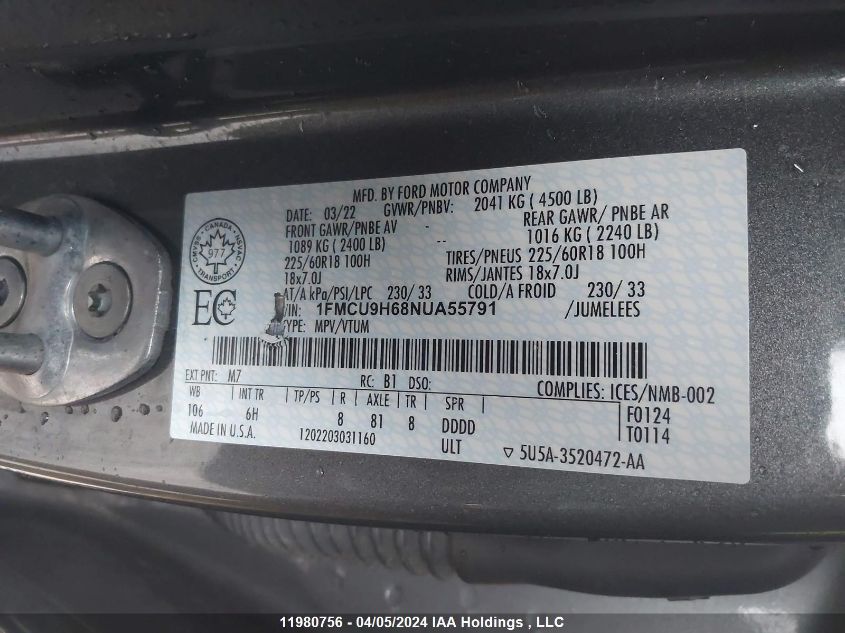 MFD. BY FORD MOTOR COMPANY
DATE: 03/22 GVWR/PNBV: 2041 KG ( 4500 LB)
FRONT GAWR/PNBE AV - REAR GAWR/ PNBE AR
1089 KG ( 2400 LB) -- 1016 KG ( 2240 LB)
225/60R18 100H TIRES/PNEUS 225/60R18 100H
18x7.0J RIMS/JANTES 18x7.0J
AT/A kPa/PSI/LPC 230/ 33 COLD/A FROID 230/ 33
1FMCU9H68NUA55791 /JUMELEES
TYPE: MPV/VTUM
CANADA
977
TRANSPORT
EC
EXT PNT: M7 RC: B1 DSO: COMPLIES: ICES/NMB-002
WB INT TR TP/PS R AXLE TR SPR F0124
106 6H 8 81 8 DDDD T0114
MADE IN U.S.A. 1202203031160 ULT ▽ 5U5A-3520472-AA
11980756 - 04/05/2024 IAA Holdings , LLC